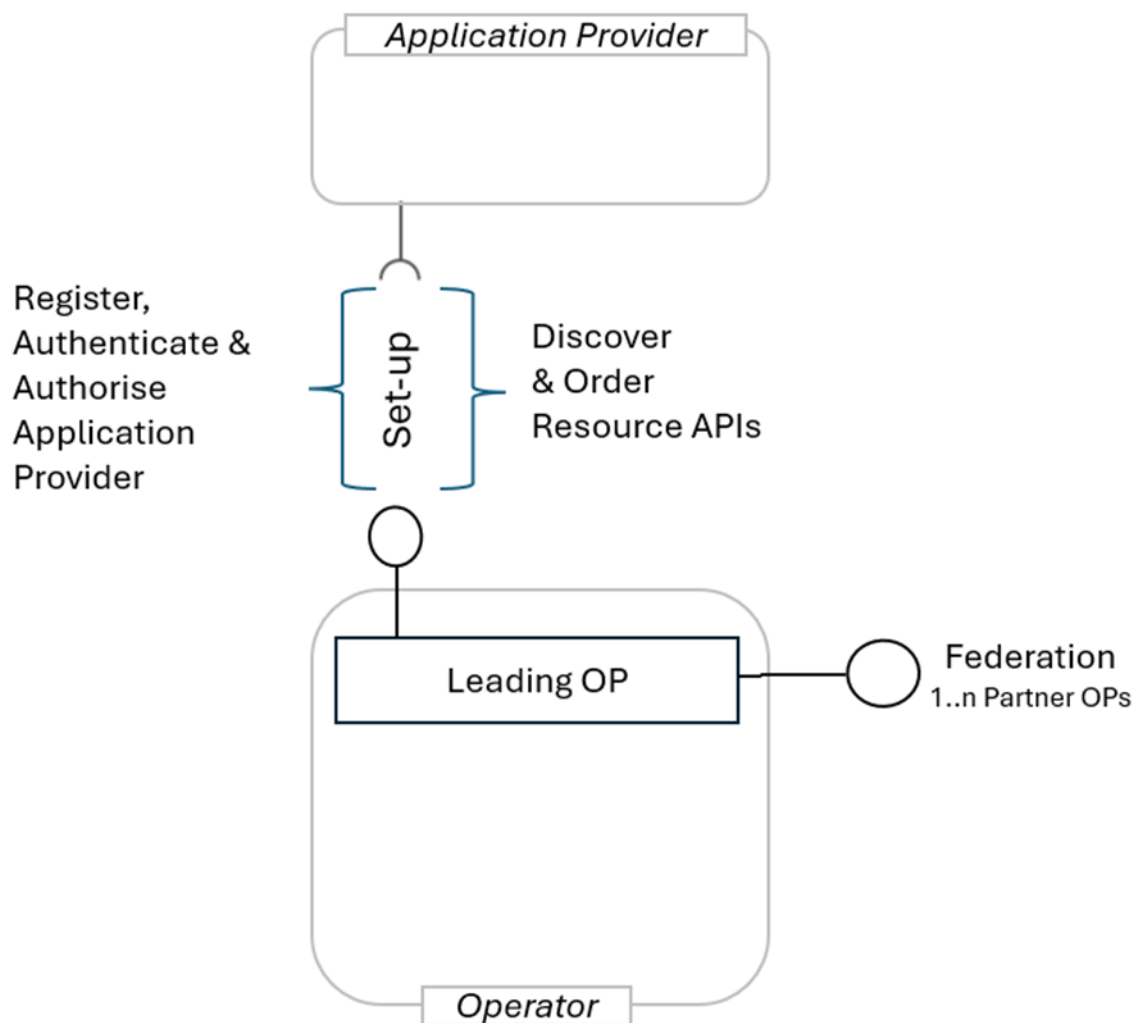 Application Provider
Register,
Authenticate &
Authorise
Application
Provider
Set-up
Discover
& Order
Resource APIs
Leading OP
Federation
1..n Partner OPs
Operator